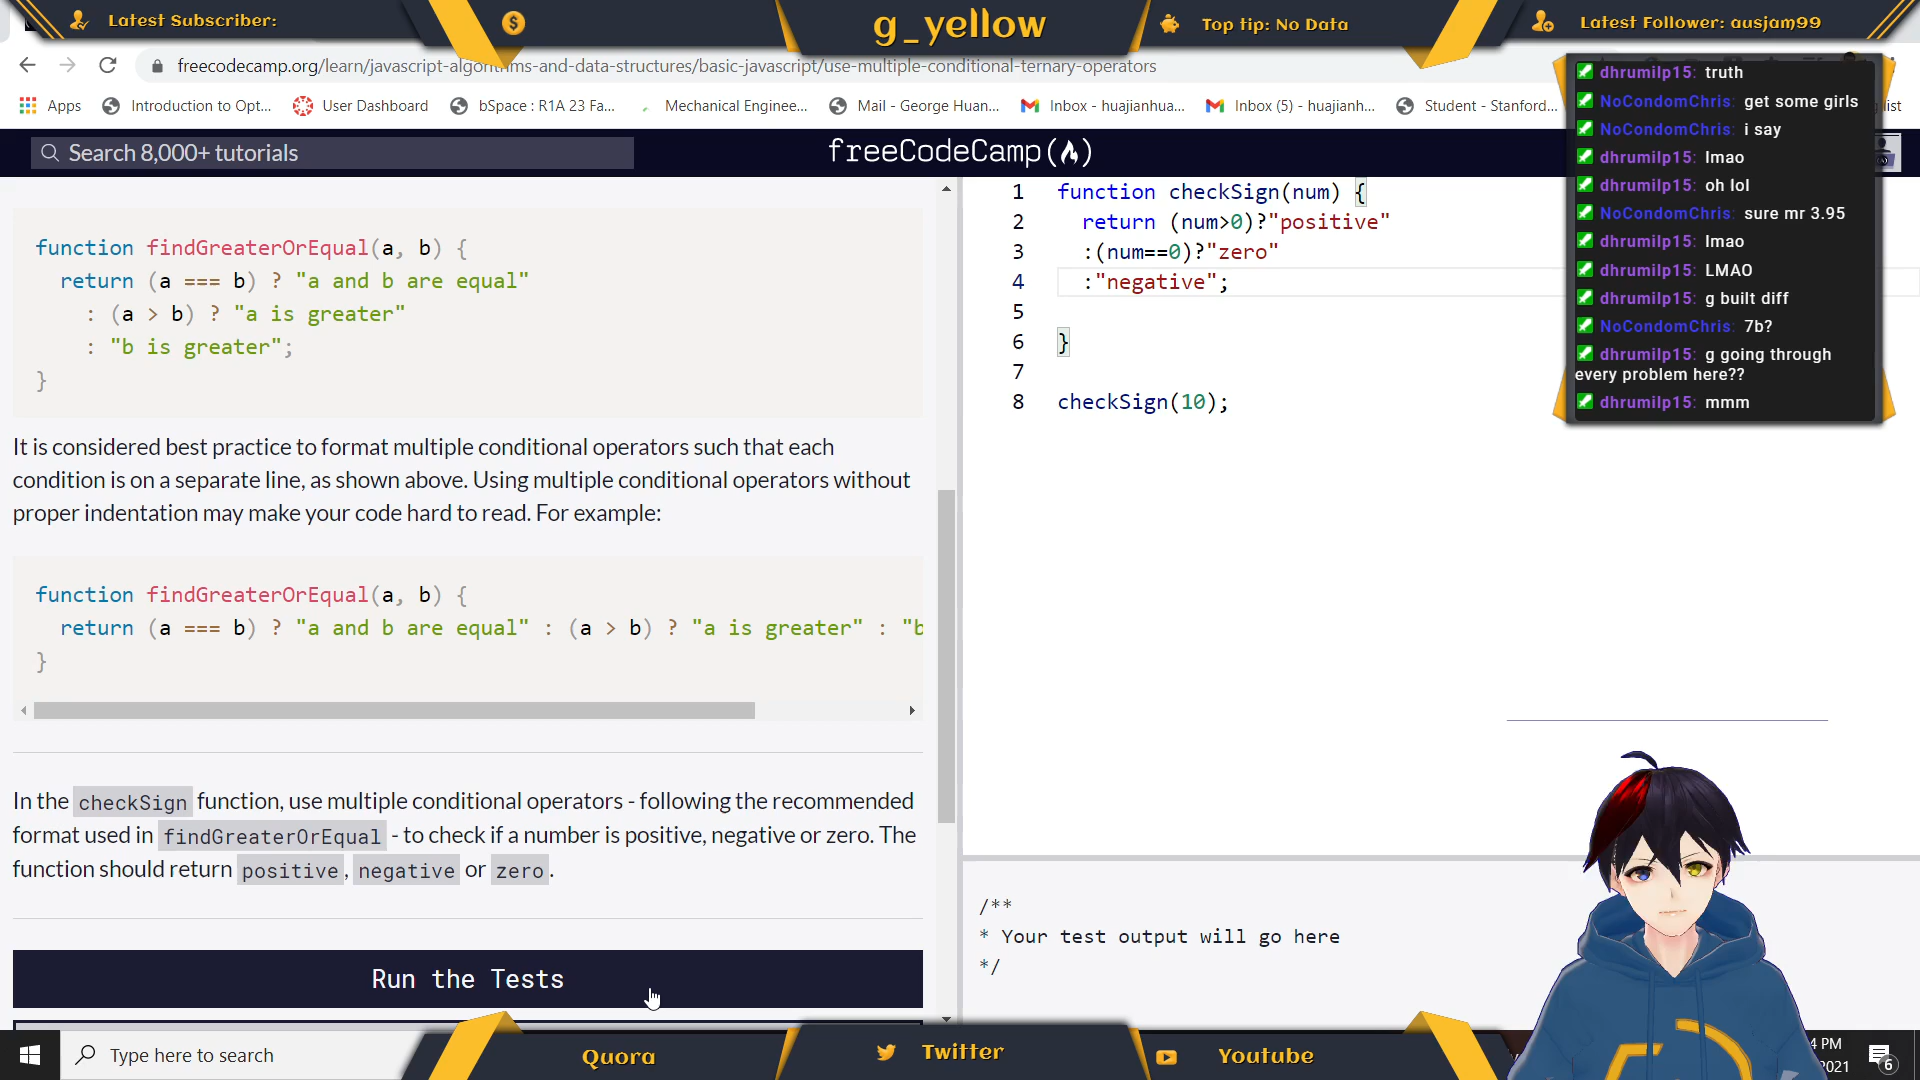 Latest Subscriber:
g_yellow
Top tip: No Data
Latest Follower: ausjam99
freecodecamp.org/learn/javascript-algorithms-and-data-structures/basic-javascript/use-multiple-conditional-ternary-operators
Apps
Introduction to Opt...
User Dashboard
bSpace : R1A 23 Fa...
Mechanical Enginee...
Mail - George Huan...
Inbox - huajianhua...
Inbox (5) - huajianh...
Student - Stanford...
Search 8,000+ tutorials
freeCodeCamp
function findGreaterOrEqual(a, b) {
return (a === b) ? "a and b are equal"
: (a > b) ? "a is greater"
: "b is greater";
}
It is considered best practice to format multiple conditional operators such that each
condition is on a separate line, as shown above. Using multiple conditional operators without
proper indentation may make your code hard to read. For example:
function findGreaterOrEqual(a, b) {
return (a === b) ? "a and b are equal" : (a > b) ? "a is greater" : "b
}
In the checkSign function, use multiple conditional operators - following the recommended
format used in findGreaterOrEqual - to check if a number is positive, negative or zero. The
function should return positive, negative or zero.
Run the Tests
1 function checkSign(num) {
2 return (num>0)?"positive"
3 :(num==0)?"zero"
4 :"negative";
5
6 }
7
8 checkSign(10);
/**
* Your test output will go here
*/
dhrumilp15: truth
NoCondomChris: get some girls
NoCondomChris: i say
dhrumilp15: lmao
dhrumilp15: oh lol
NoCondomChris: sure mr 3.95
dhrumilp15: lmao
dhrumilp15: LMAO
dhrumilp15: g built diff
NoCondomChris: 7b?
dhrumilp15: g going through
every problem here??
dhrumilp15: mmm
Type here to search
Quora
Twitter
Youtube
4 PM
2021
6